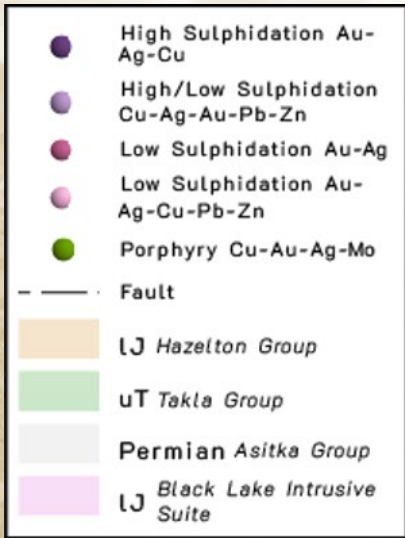 High Sulphidation Au-
Ag-Cu
High/Low Sulphidation
Cu-Ag-Au-Pb-Zn
Low Sulphidation Au-Ag
Low Sulphidation Au-
Ag-Cu-Pb-Zn
Porphyry Cu-Au-Ag-Mo
Fault
lJ Hazelton Group
uT Takla Group
Permian Asitka Group
lJ Black Lake Intrusive
Suite